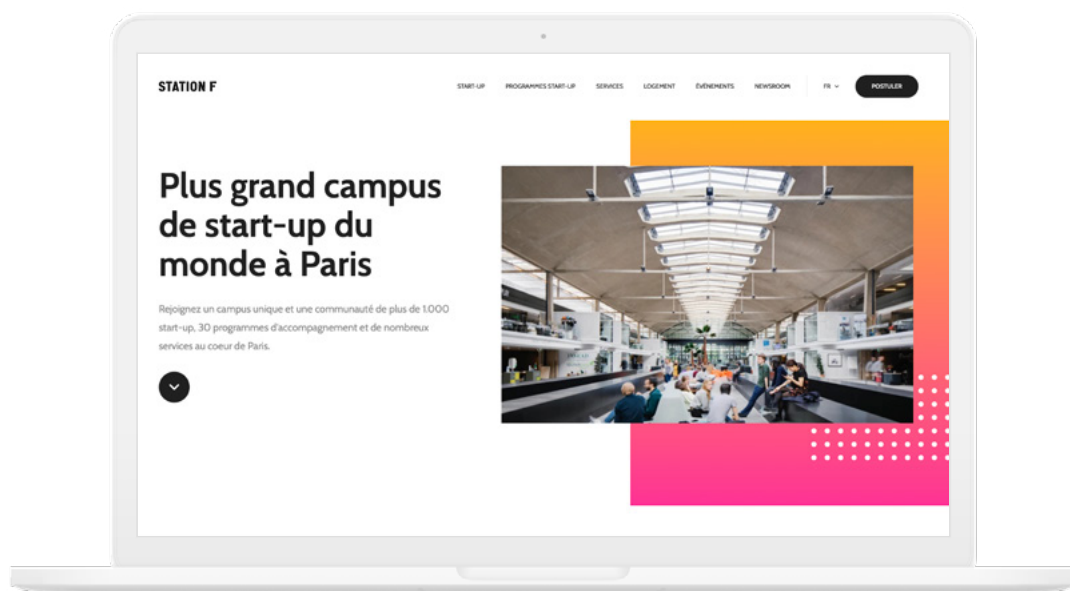 STATION F
START-UP PROGRAMMES START-UP SERVICES LOGEMENT ÉVÉNEMENTS NEWSROOM FR POSTULER
Plus grand campus
de start-up du
monde à Paris
Rejoignez un campus unique et une communauté de plus de 1.000
start-up, 30 programmes d'accompagnement et de nombreux
services au coeur de Paris.